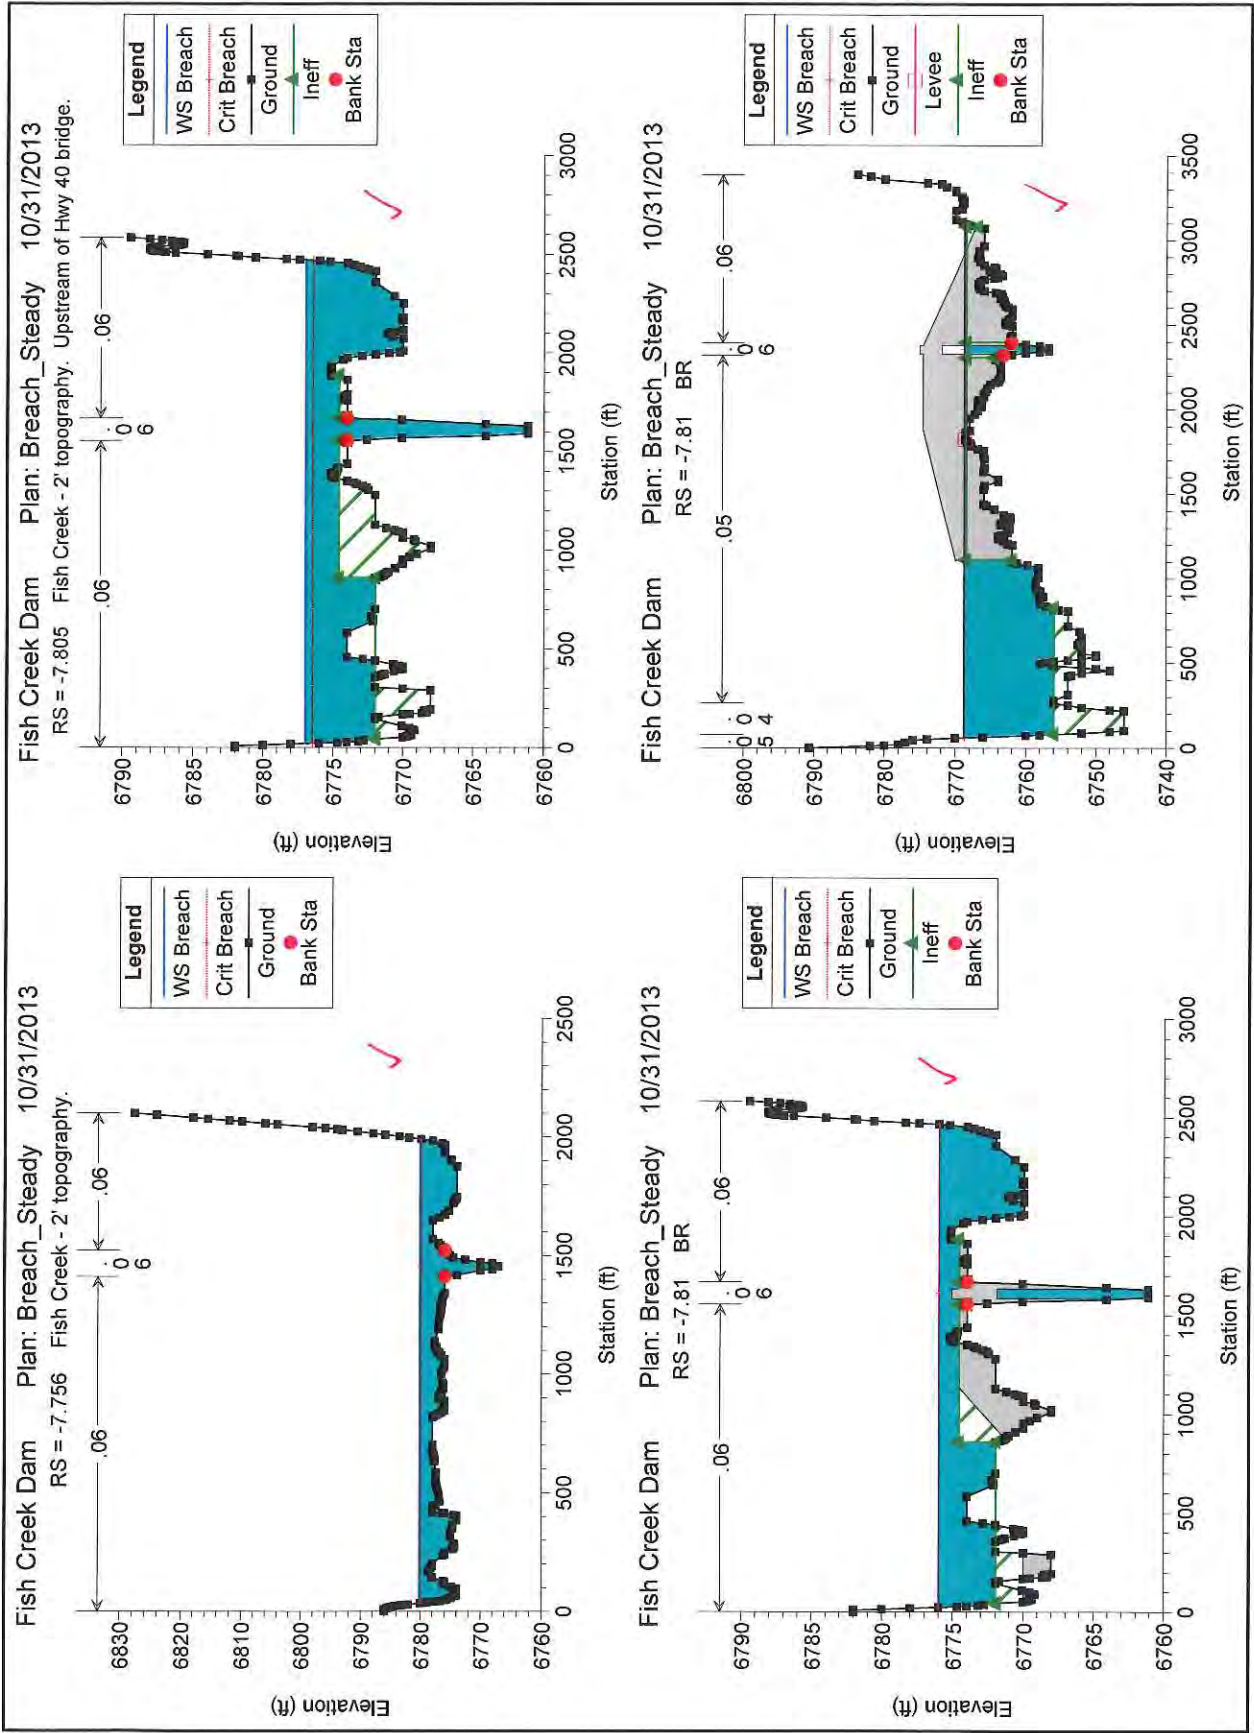 Fish Creek Dam Plan: Breach_Steady 10/31/2013
RS = -7.756 Fish Creek - 2' topography.
.06
.06
.06
6830
6820
6810
6800
6790
6780
6770
6760
Elevation (ft)
0
500
1000
1500
2000
2500
Station (ft)
Legend
WS Breach
Crit Breach
Ground
Bank Sta
Fish Creek Dam Plan: Breach_Steady 10/31/2013
RS = -7.805 Fish Creek - 2' topography. Upstream of Hwy 40 bridge.
.06
.06
.06
6790
6785
6780
6775
6770
6765
6760
Elevation (ft)
0
500
1000
1500
2000
2500
3000
Station (ft)
Legend
WS Breach
Crit Breach
Ground
Ineff
Bank Sta
Fish Creek Dam Plan: Breach_Steady 10/31/2013
RS = -7.81 BR
.06
.06
.06
6790
6785
6780
6775
6770
6765
6760
Elevation (ft)
0
500
1000
1500
2000
2500
3000
Station (ft)
Legend
WS Breach
Crit Breach
Ground
Ineff
Bank Sta
Fish Creek Dam Plan: Breach_Steady 10/31/2013
RS = -7.81 BR
.045
.05
.06
.06
6800
6790
6780
6770
6760
6750
6740
Elevation (ft)
0
500
1000
1500
2000
2500
3000
3500
Station (ft)
Legend
WS Breach
Crit Breach
Ground
Levee
Ineff
Bank Sta